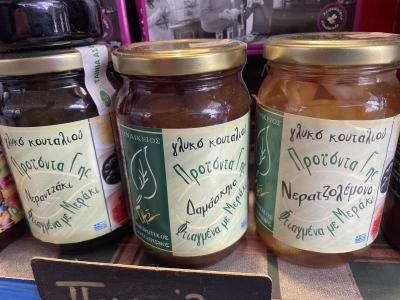 γλυκό κουταλιού
Προϊόντα Γης
Νεραντζάκι
Φτιαγμένα με Μεράκι
γλυκό κουταλιού
Προϊόντα Γης
Δαμάσκηνο
Φτιαγμένα με Μεράκι
γλυκό κουταλιού
Προϊόντα Γης
Νερατζολέμονο
Φτιαγμένα με Μεράκι